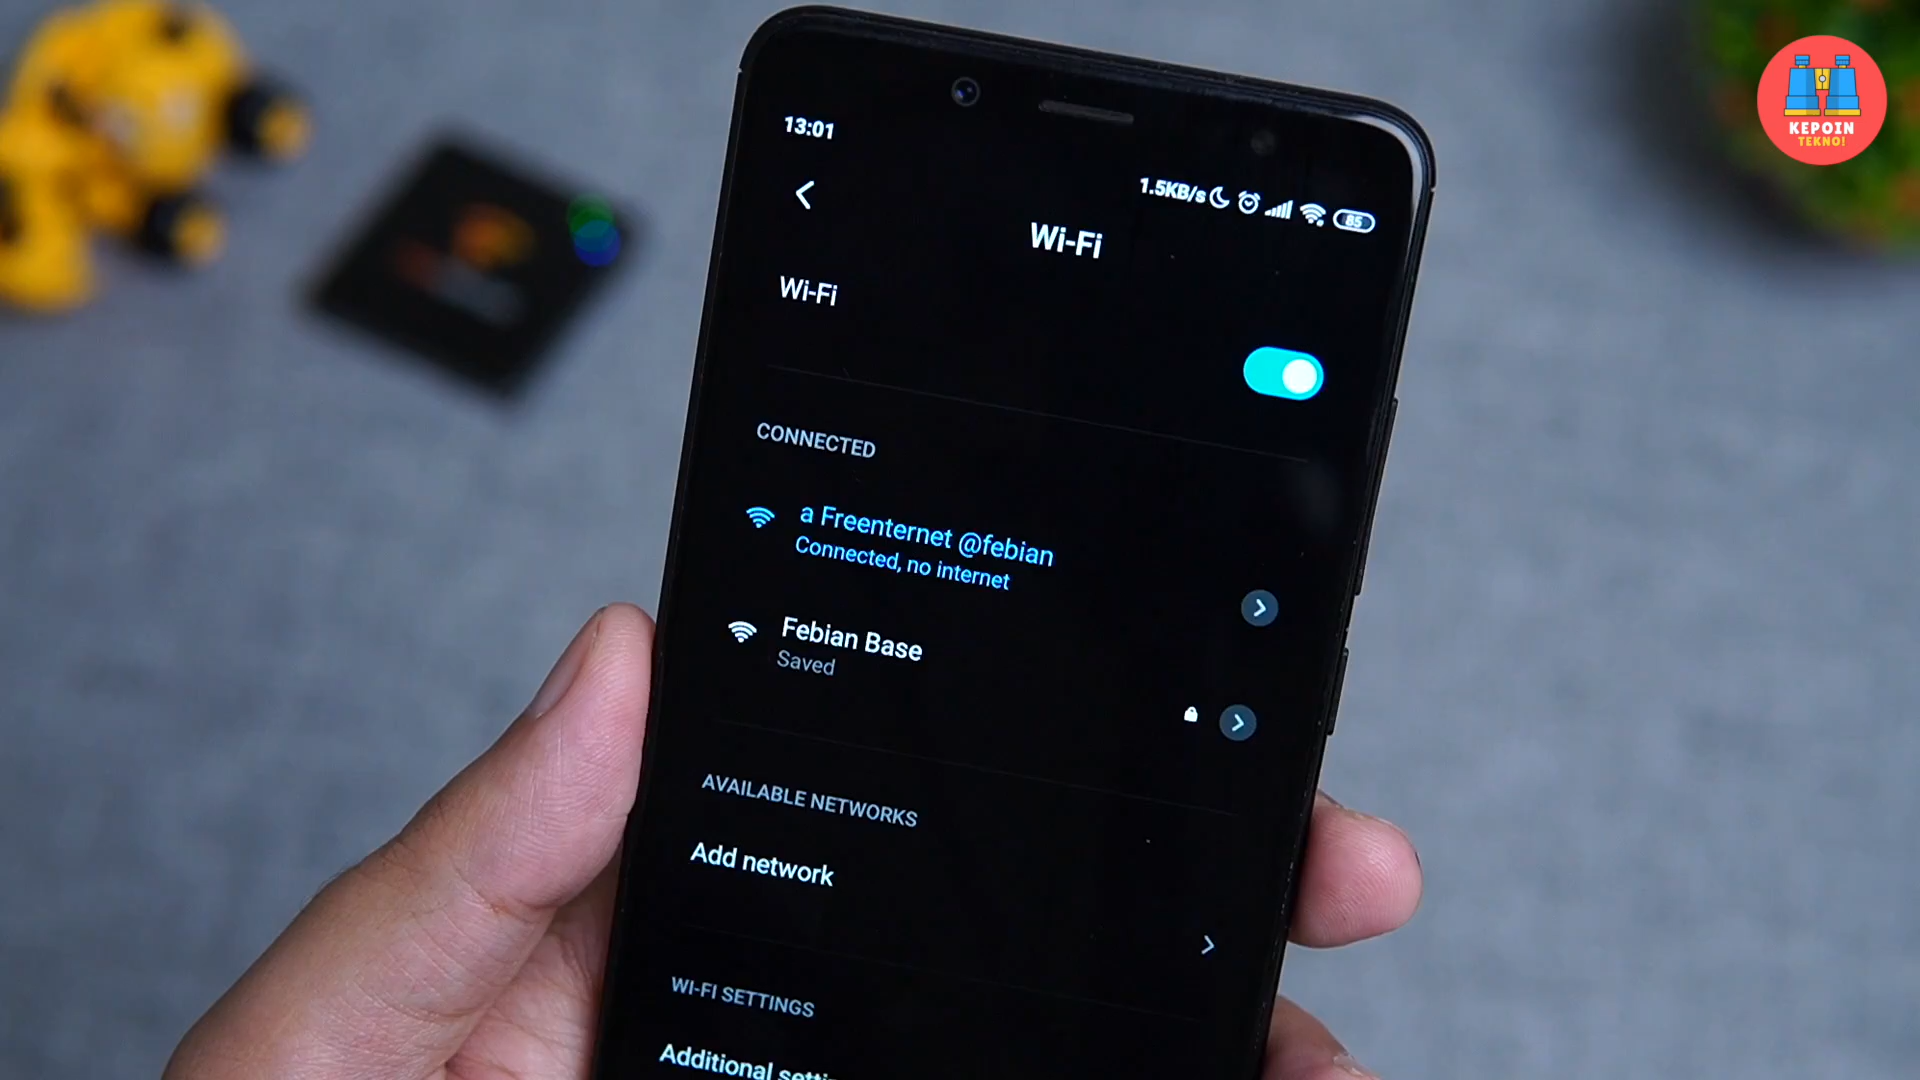 KEPOIN
TEKNO!
13:01
1.5KB/s
85
Wi-Fi
Wi-Fi
CONNECTED
a Freenternet @febian
Connected, no internet
Febian Base
Saved
AVAILABLE NETWORKS
Add network
WI-FI SETTINGS
Additional